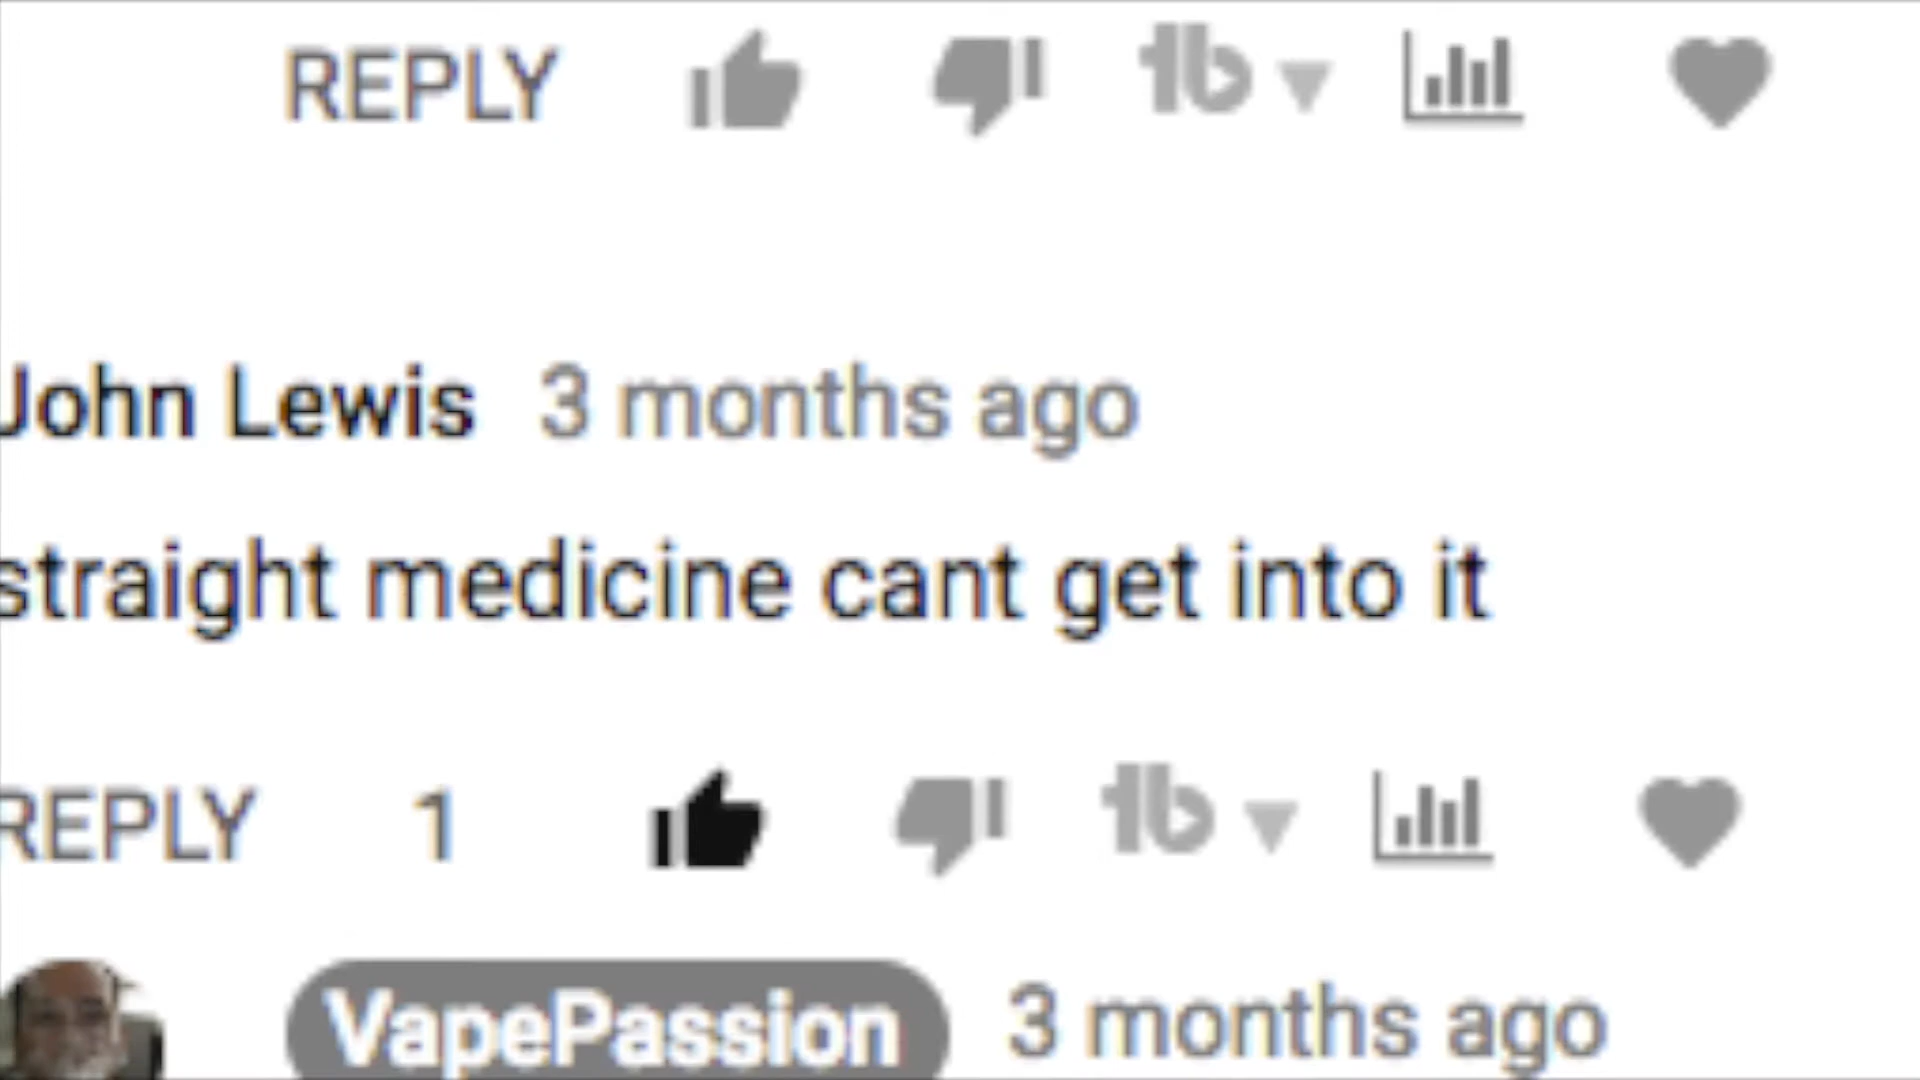 REPLY
John Lewis 3 months ago
straight medicine cant get into it
REPLY 1
VapePassion 3 months ago